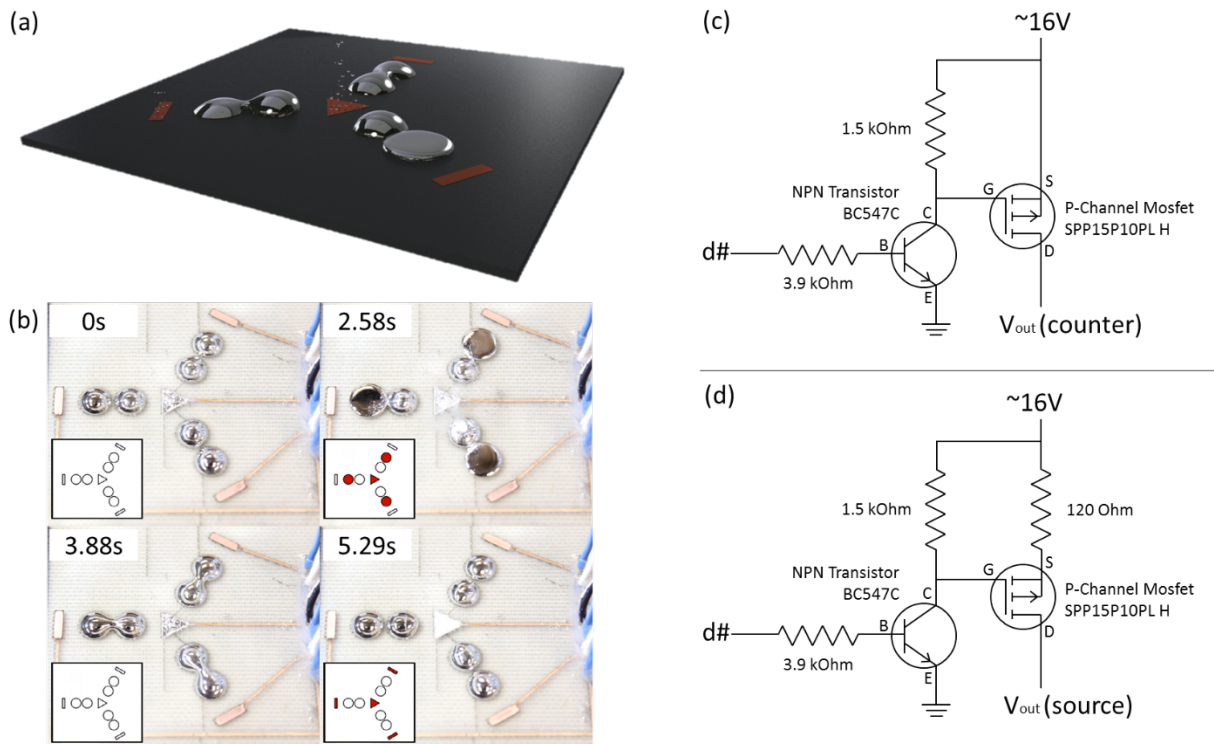 (a)
(b)
0s
2.58s
3.88s
5.29s
(c)
~16V
1.5 kOhm
NPN Transistor
BC547C
C
G
S
P-Channel Mosfet
SPP15P10PL H
d#
B
D
3.9 kOhm
E
Vout (counter)
(d)
~16V
1.5 kOhm
120 Ohm
NPN Transistor
BC547C
C
G
S
P-Channel Mosfet
SPP15P10PL H
d#
B
D
3.9 kOhm
E
Vout (source)